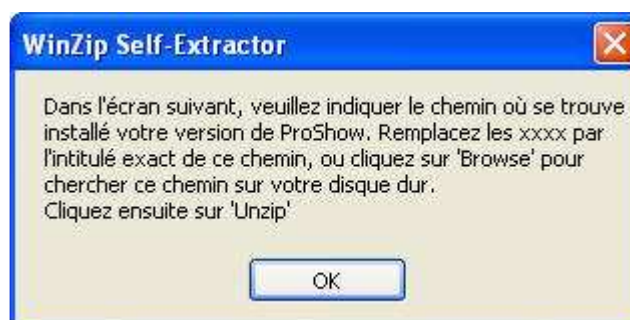 WinZip Self-Extractor
Dans l'écran suivant, veuillez indiquer le chemin où se trouve
installé votre version de ProShow. Remplacez les xxxx par
l'intitulé exact de ce chemin, ou cliquez sur 'Browse' pour
chercher ce chemin sur votre disque dur.
Cliquez ensuite sur 'Unzip'
OK